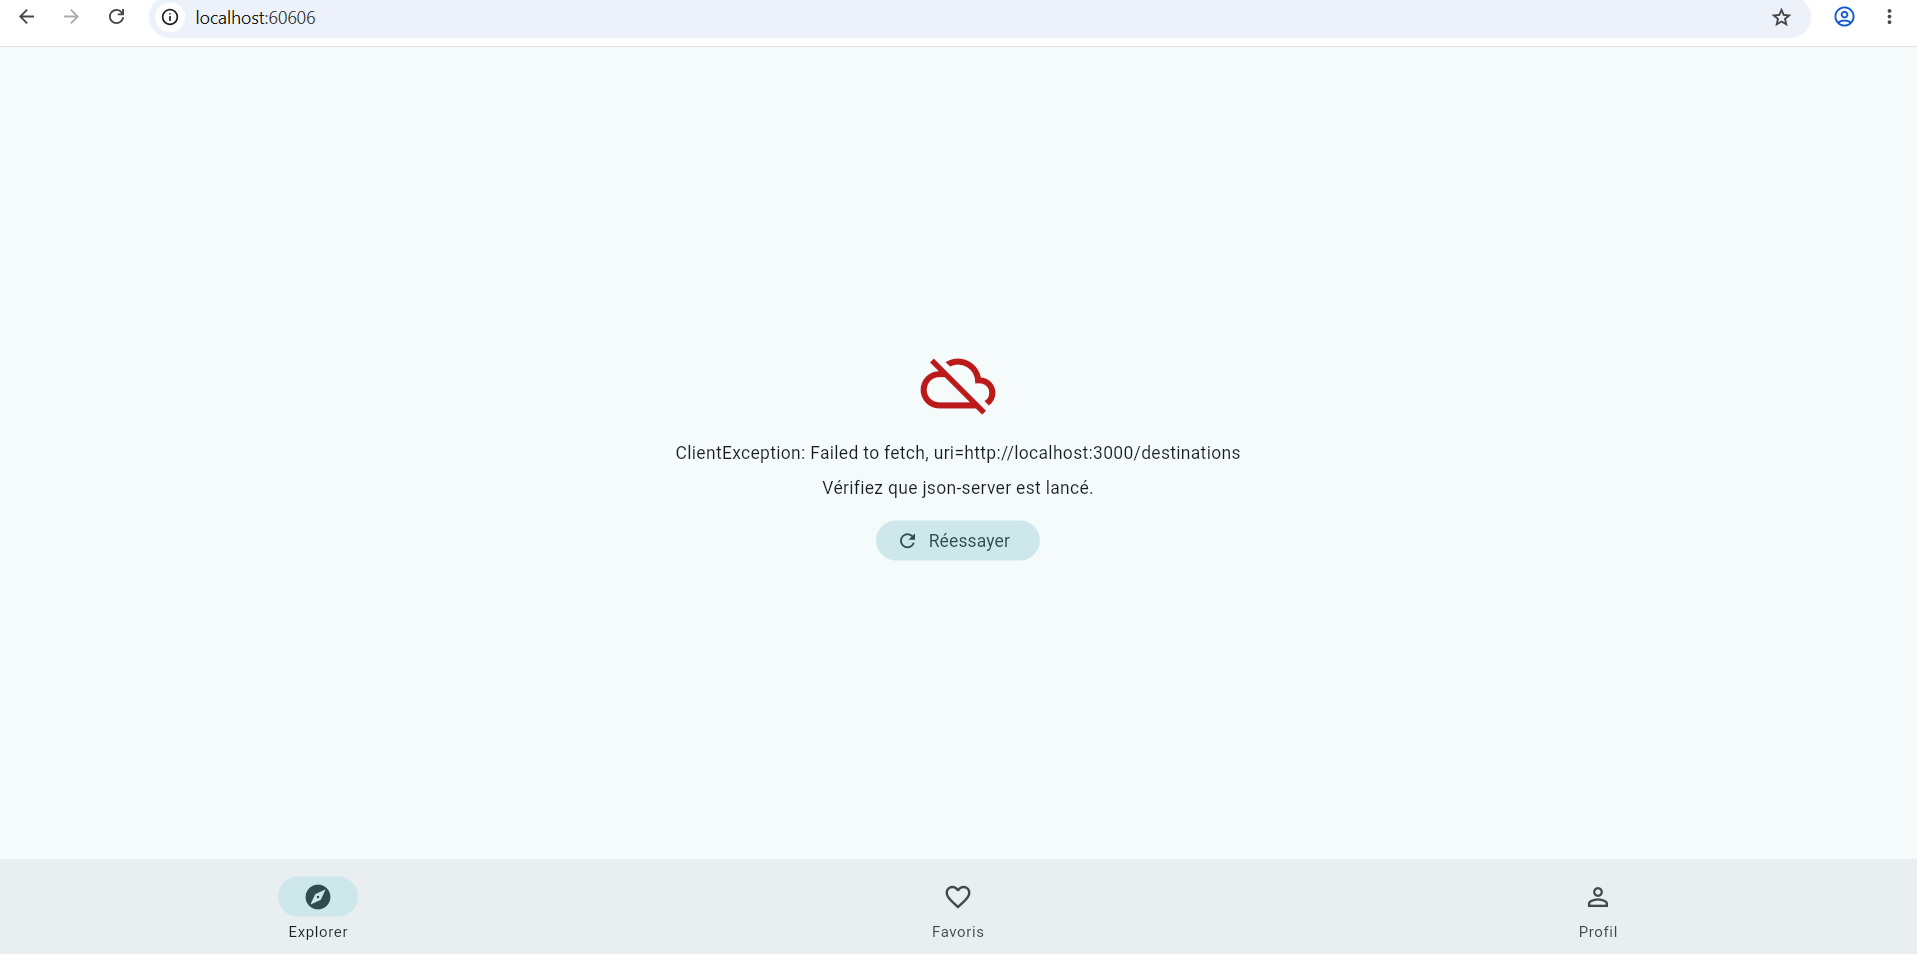 localhost:60606
ClientException: Failed to fetch, uri=http://localhost:3000/destinations
Vérifiez que json-server est lancé.
Réessayer
Explorer
Favoris
Profil